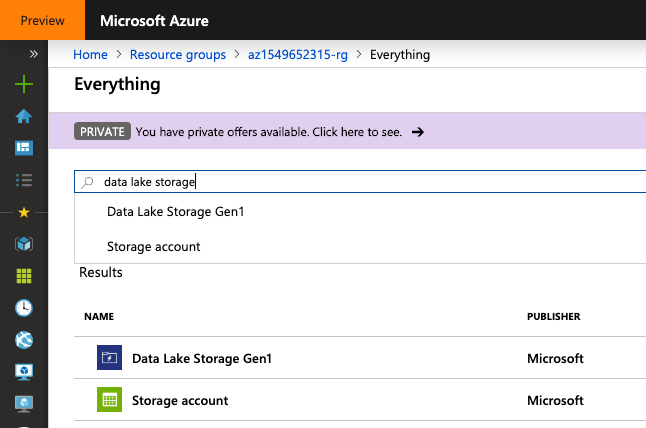 Preview Microsoft Azure
» Home > Resource groups > az1549652315-rg > Everything
Everything
PRIVATE You have private offers available. Click here to see. →
data lake storage
Data Lake Storage Gen1
Storage account
Results
NAME PUBLISHER
Data Lake Storage Gen1 Microsoft
Storage account Microsoft